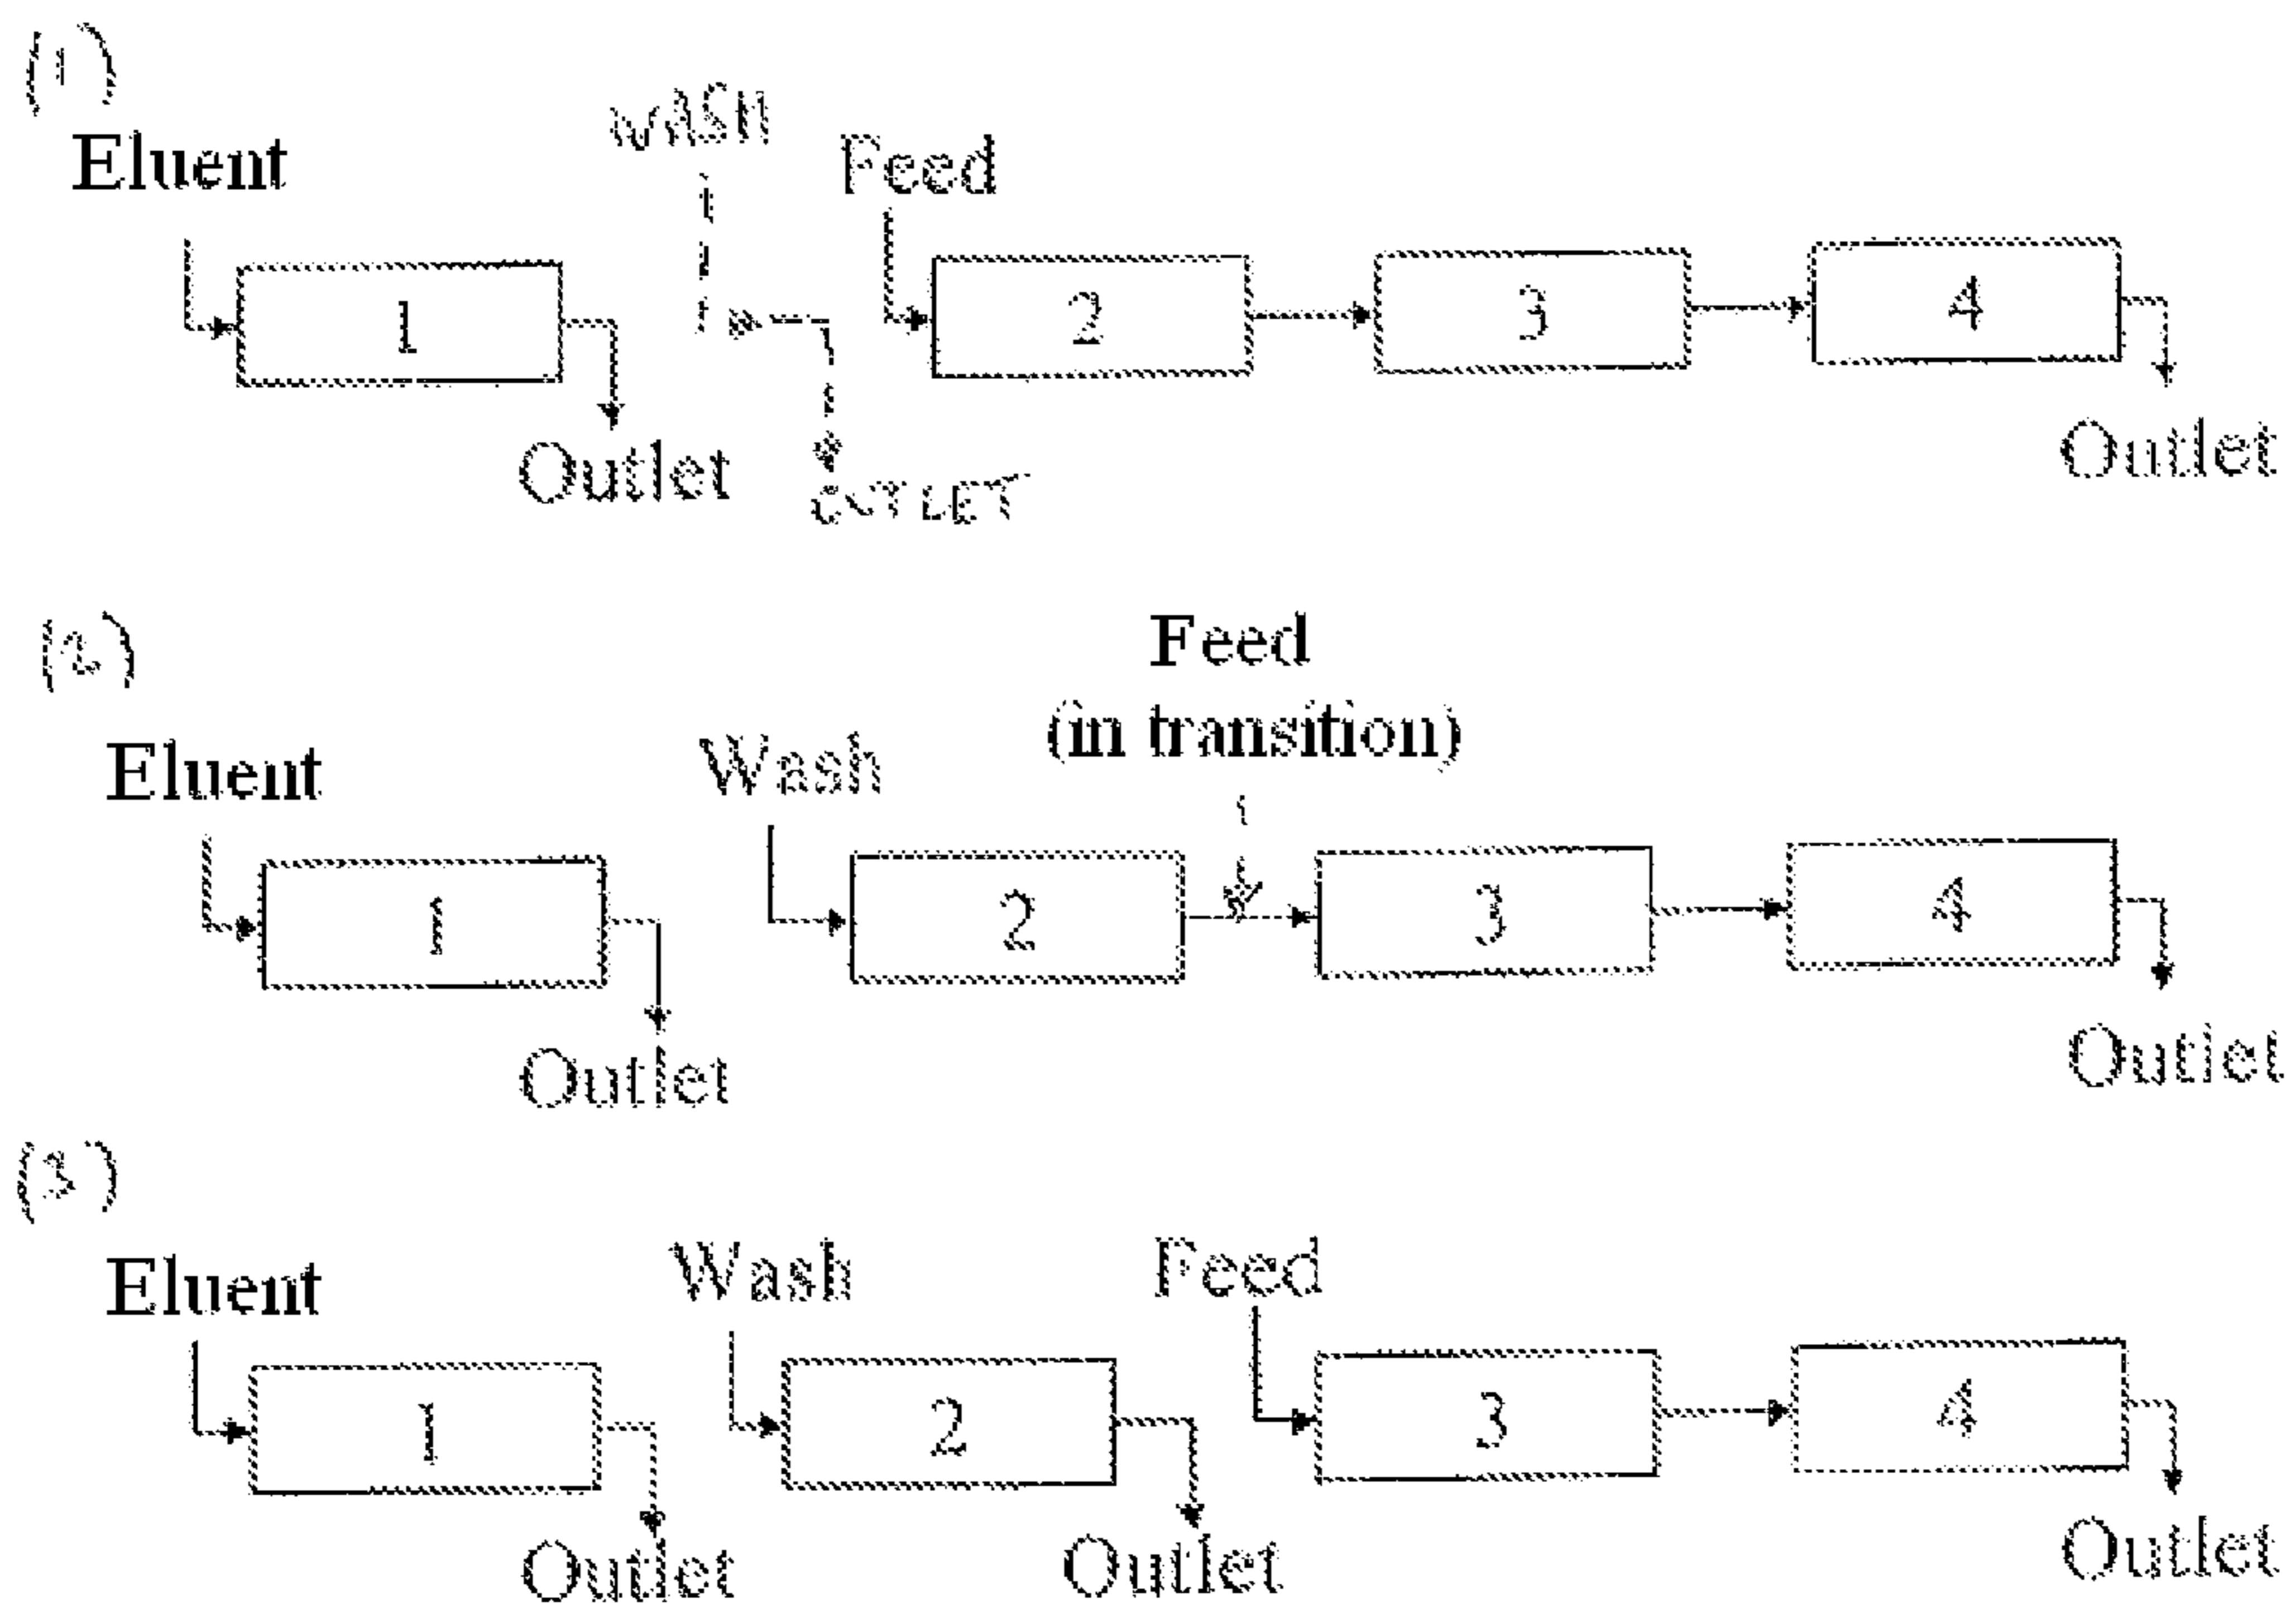 (1)
WASH
Eluent
Feed
1
2
3
4
Outlet
OUTLET
Outlet
(2)
Feed
(in transition)
Eluent
Wash
1
2
3
4
Outlet
Outlet
(3)
Eluent
Wash
Feed
1
2
3
4
Outlet
Outlet
Outlet